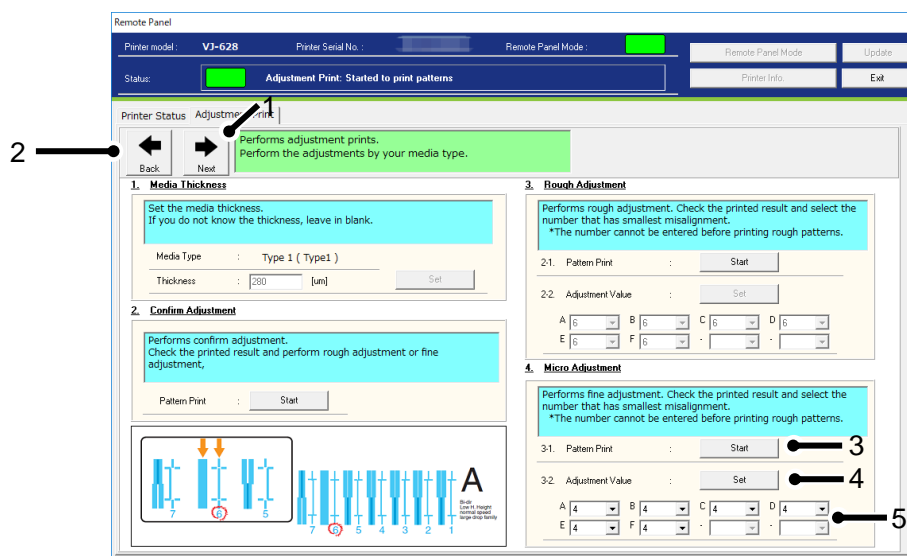 Remote Panel
Printer model : VJ-628 Printer Serial No. : Remote Panel Mode : Remote Panel Mode Update
Status: Adjustment Print: Started to print patterns Printer Info. Exit
Printer Status Adjustment Print
1
2
Back Next
Performs adjustment prints.
Perform the adjustments by your media type.
1. Media Thickness
Set the media thickness.
If you do not know the thickness, leave in blank.
Media Type : Type 1 ( Type1 )
Thickness : 280 [um] Set
2. Confirm Adjustment
Performs confirm adjustment.
Check the printed result and perform rough adjustment or fine
adjustment,
Pattern Print : Start
7 6 5
7 6 5 4 3 2 1
A
Bi-dir
Low H. Height
normal speed
large drop family
3. Rough Adjustment
Performs rough adjustment. Check the printed result and select the
number that has smallest misalignment.
*The number cannot be entered before printing rough patterns.
2-1. Pattern Print : Start
2-2. Adjustment Value : Set
A 6 B 6 C 6 D 6
E 6 F 6 - -
4. Micro Adjustment
Performs fine adjustment. Check the printed result and select the
number that has smallest misalignment.
*The number cannot be entered before printing rough patterns.
3-1. Pattern Print : Start 3
3-2. Adjustment Value : Set 4
A 4 B 4 C 4 D 4
E 4 F 4 - - 5